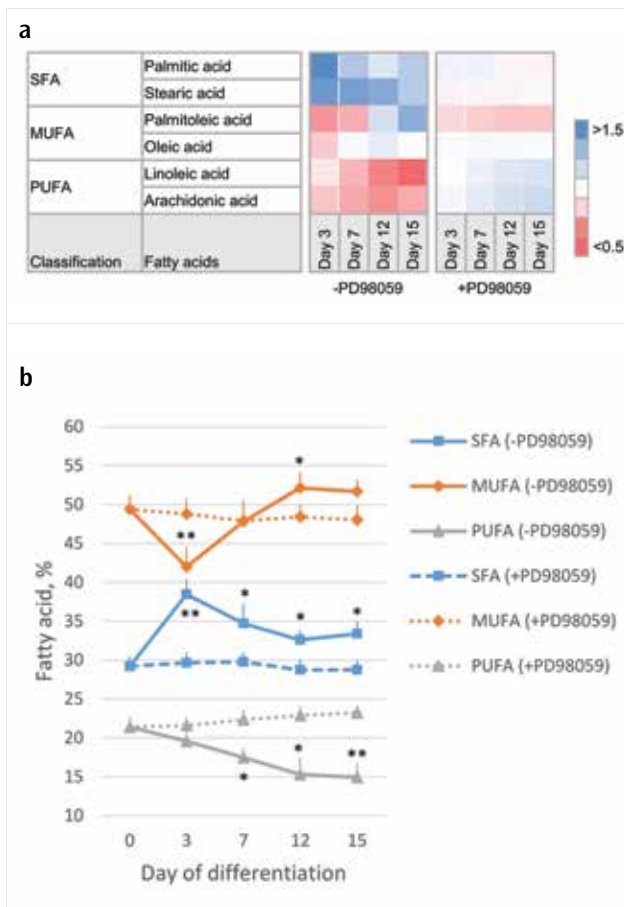 a
SFA
Palmitic acid
Stearic acid
MUFA
Palmitoleic acid
Oleic acid
PUFA
Linoleic acid
Arachidonic acid
Classification Fatty acids
Day 3 Day 7 Day 12 Day 15 Day 3 Day 7 Day 12 Day 15
-PD98059 +PD98059
>1.5
<0.5
b
60
55
50
45
40
35
30
25
20
15
10
Fatty acid, %
* ** * ** * * * * **
0 3 7 12 15
Day of differentiation
SFA (-PD98059)
MUFA (-PD98059)
PUFA (-PD98059)
SFA (+PD98059)
MUFA (+PD98059)
PUFA (+PD98059)